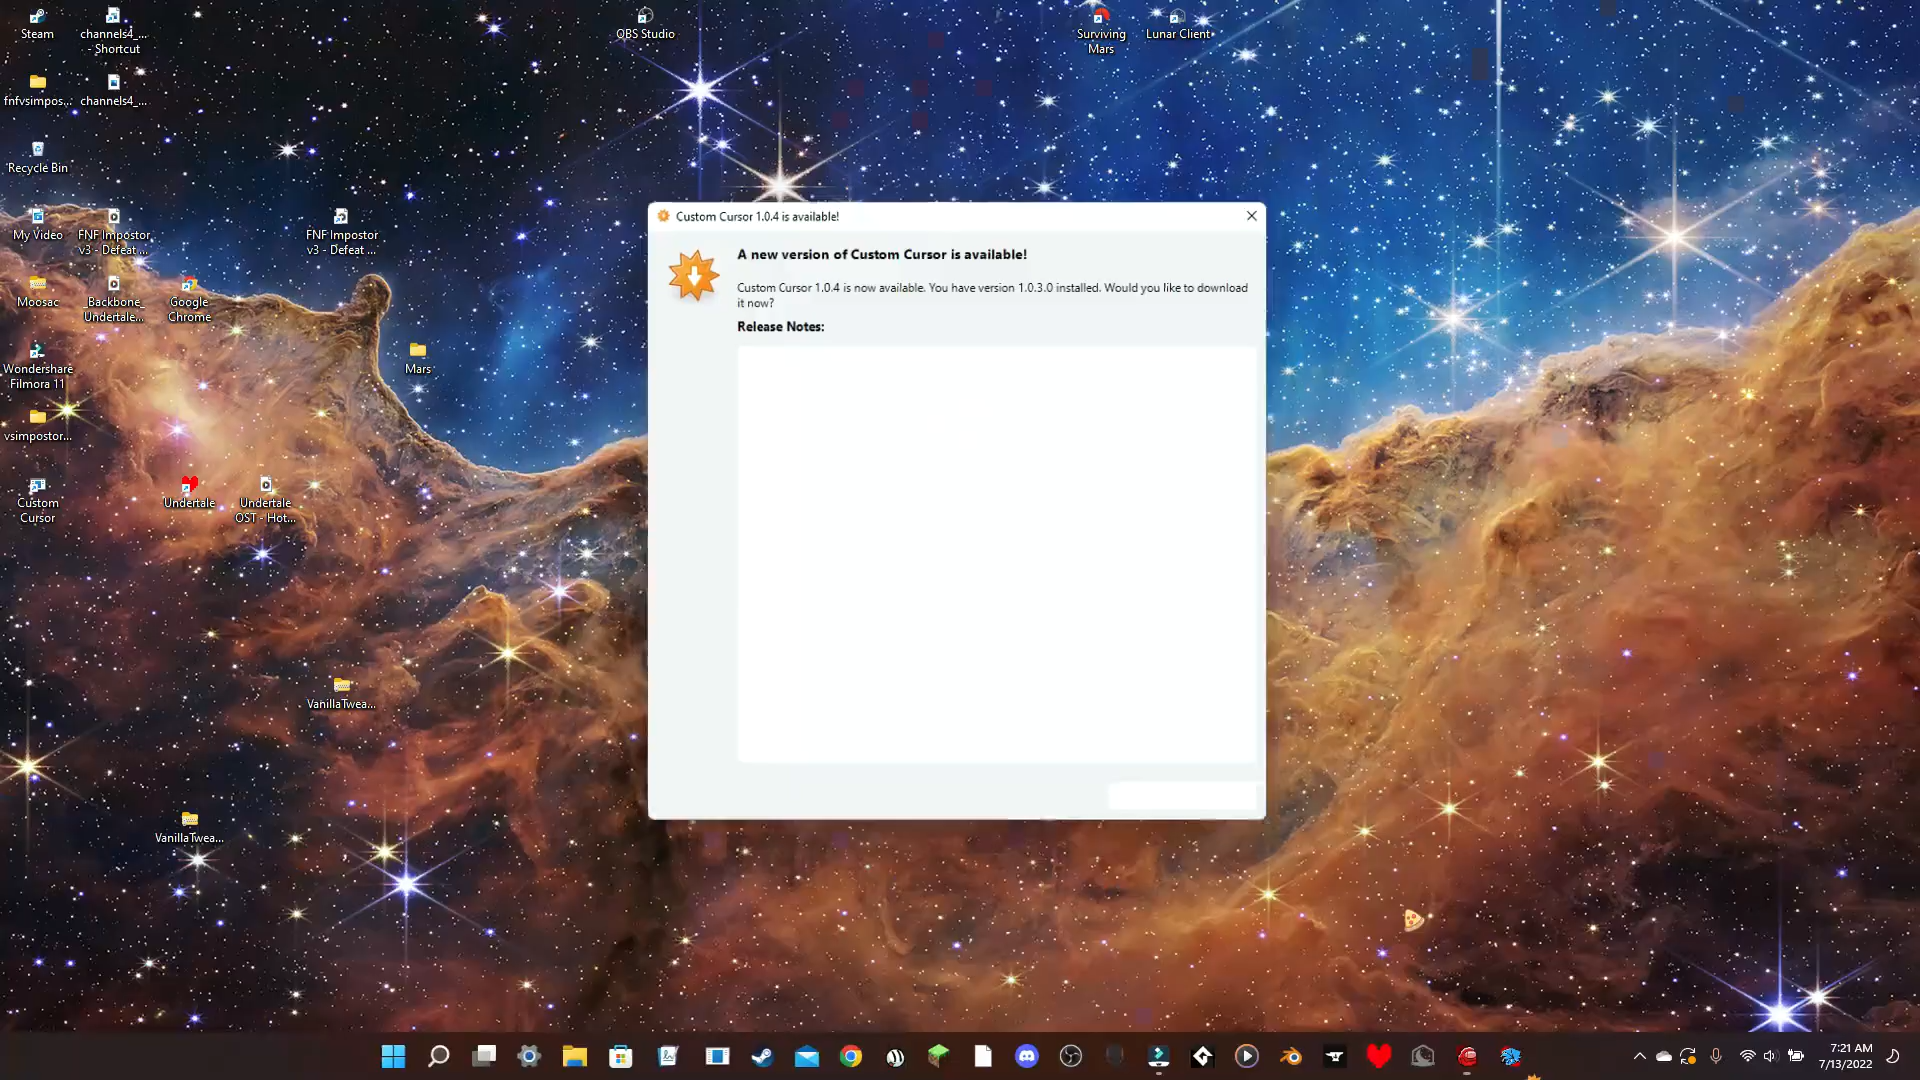 Steam
channels4_...
- Shortcut
OBS Studio
Surviving
Mars
Lunar Client
fnfvsimpos...
channels4_...
Recycle Bin
My Video
FNF Impostor
v3 - Defeat ...
FNF Impostor
v3 - Defeat ...
Moosac
Backbone_
Undertale...
Google
Chrome
Wondershare
Filmora 11
Mars
vsimpostor...
Custom
Cursor
Undertale
Undertale
OST - Hot...
VanillaTwea...
VanillaTwea...
Custom Cursor 1.0.4 is available!
A new version of Custom Cursor is available!
Custom Cursor 1.0.4 is now available. You have version 1.0.3.0 installed. Would you like to download
it now?
Release Notes:
7:21 AM
7/13/2022